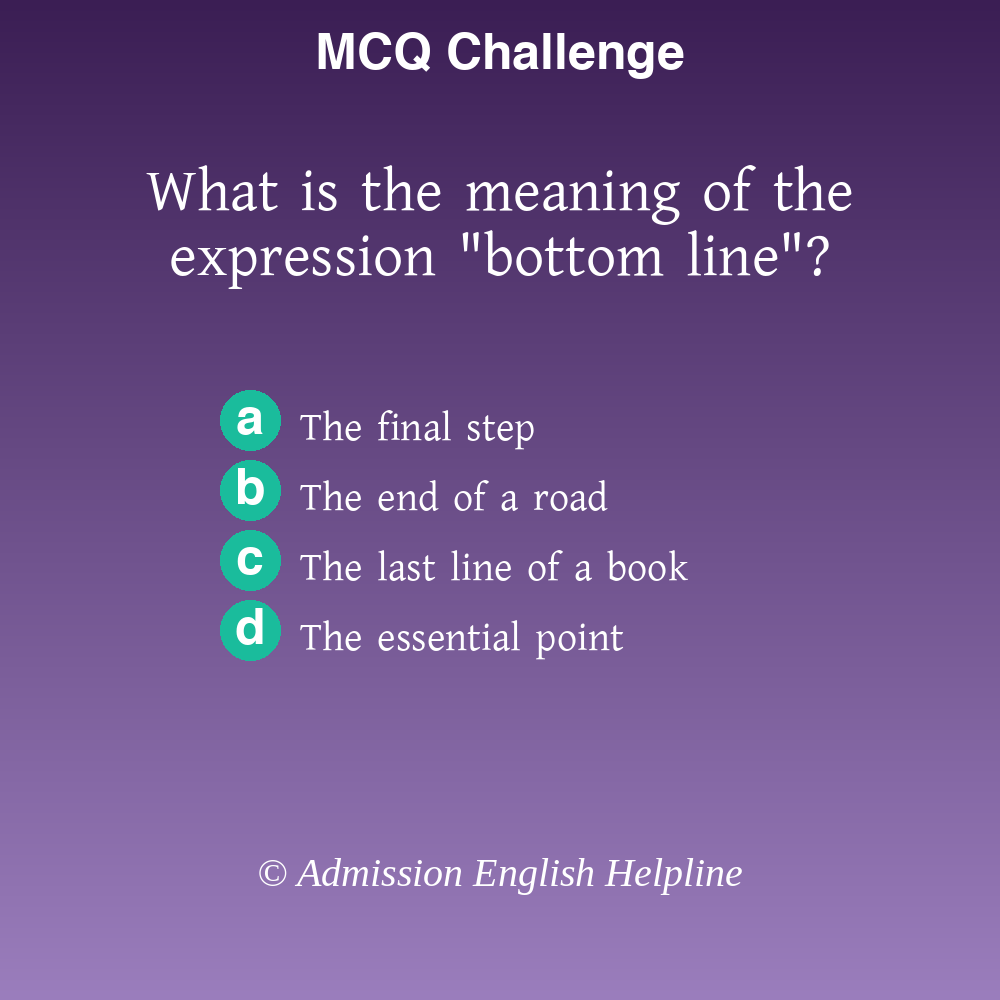 MCQ Challenge
What is the meaning of the
expression "bottom line"?
a The final step
b The end of a road
c The last line of a book
d The essential point
© Admission English Helpline